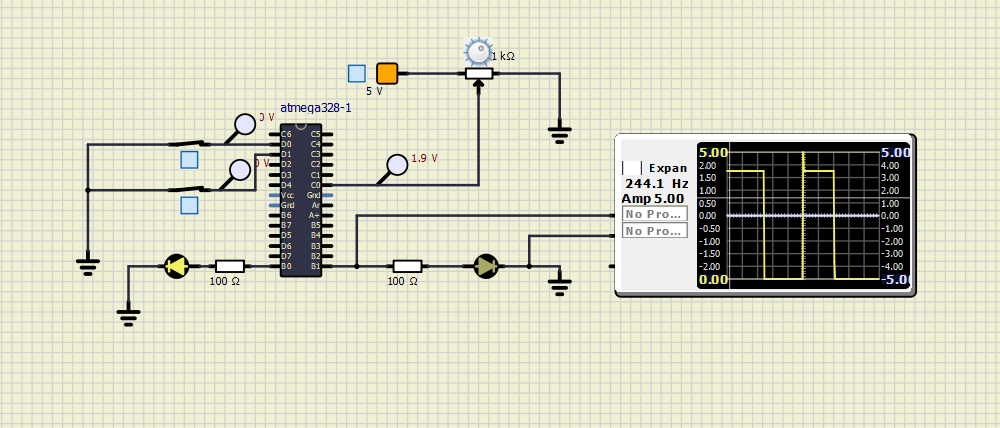 1 kΩ
5 V
atmega328-1
0 V
1.9 V
0 V
C6 C5
D0 C4
D1 C3
D2 C2
D3 C1
D4 C0
Vcc Gnd
Grd Ar
B6 A+
B7 B5
D5 B4
D6 B3
D7 B2
B0 B1
100 Ω
100 Ω
Expan
244.1 Hz
Amp 5.00
No Pro...
No Pro...
5.00 5.00
2.00 4.00
1.50 3.00
1.00 2.00
0.50 1.00
0.00 0.00
-0.50 -1.00
-1.00 -2.00
-1.50 -3.00
-2.00 -4.00
0.00 -5.00